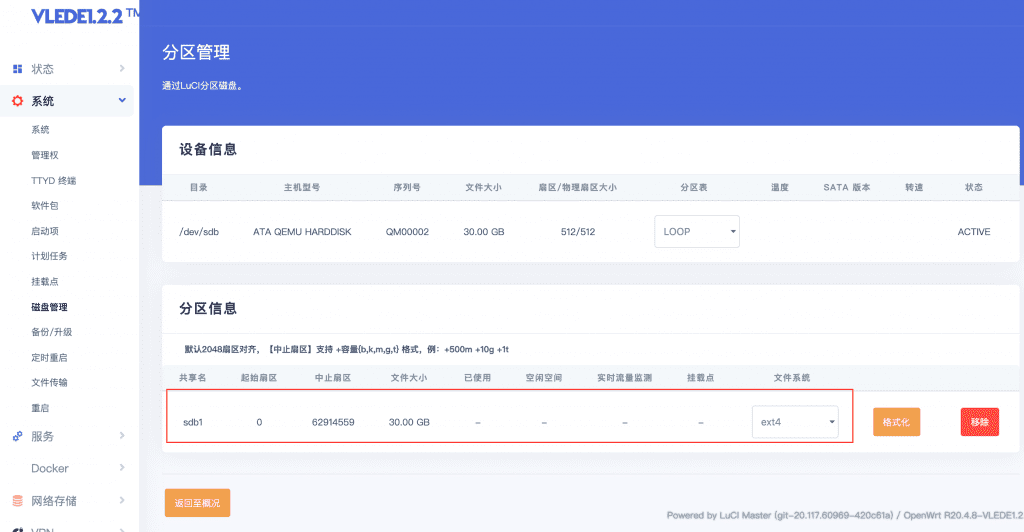 VLEDE1.2.2 ™
状态
系统
系统
管理权
TTYD 终端
软件包
启动项
计划任务
挂载点
磁盘管理
备份/升级
定时重启
文件传输
重启
服务
Docker
网络存储
VPN
分区管理
通过LuCI分区磁盘。
设备信息
目录 主机型号 序列号 文件大小 扇区/物理扇区大小 分区表 温度 SATA 版本 转速 状态
/dev/sdb ATA QEMU HARDDISK QM00002 30.00 GB 512/512 LOOP ACTIVE
分区信息
默认2048扇区对齐，【中止扇区】支持 +容量{b,k,m,g,t} 格式，例：+500m +10g +1t
共享名 起始扇区 中止扇区 文件大小 已使用 空闲空间 实时流量监测 挂载点 文件系统
sdb1 0 62914559 30.00 GB – – – – ext4 格式化 移除
返回至概况
Powered by LuCI Master (git-20.117.60969-420c61a) / OpenWrt R20.4.8-VLEDE1.2